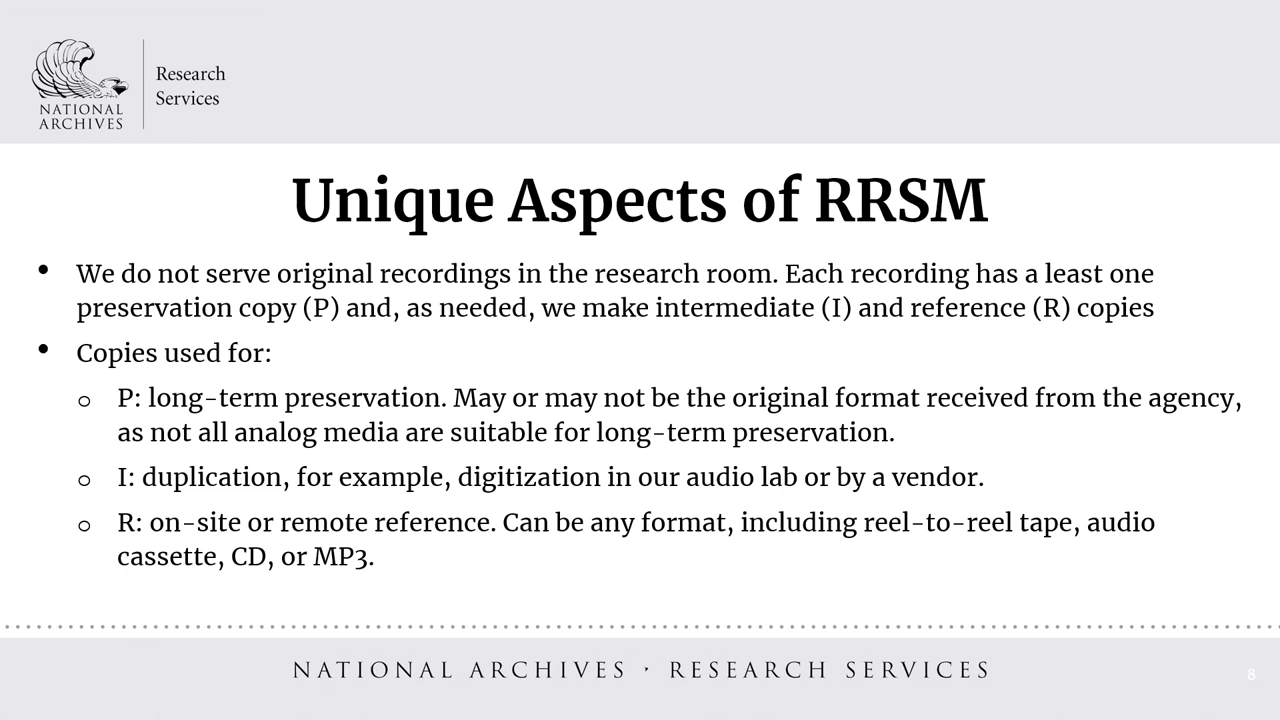 NATIONAL
ARCHIVES
Research
Services
Unique Aspects of RRSM
• We do not serve original recordings in the research room. Each recording has a least one
preservation copy (P) and, as needed, we make intermediate (I) and reference (R) copies
• Copies used for:
o P: long-term preservation. May or may not be the original format received from the agency,
as not all analog media are suitable for long-term preservation.
o I: duplication, for example, digitization in our audio lab or by a vendor.
o R: on-site or remote reference. Can be any format, including reel-to-reel tape, audio
cassette, CD, or MP3.
NATIONAL ARCHIVES · RESEARCH SERVICES
8